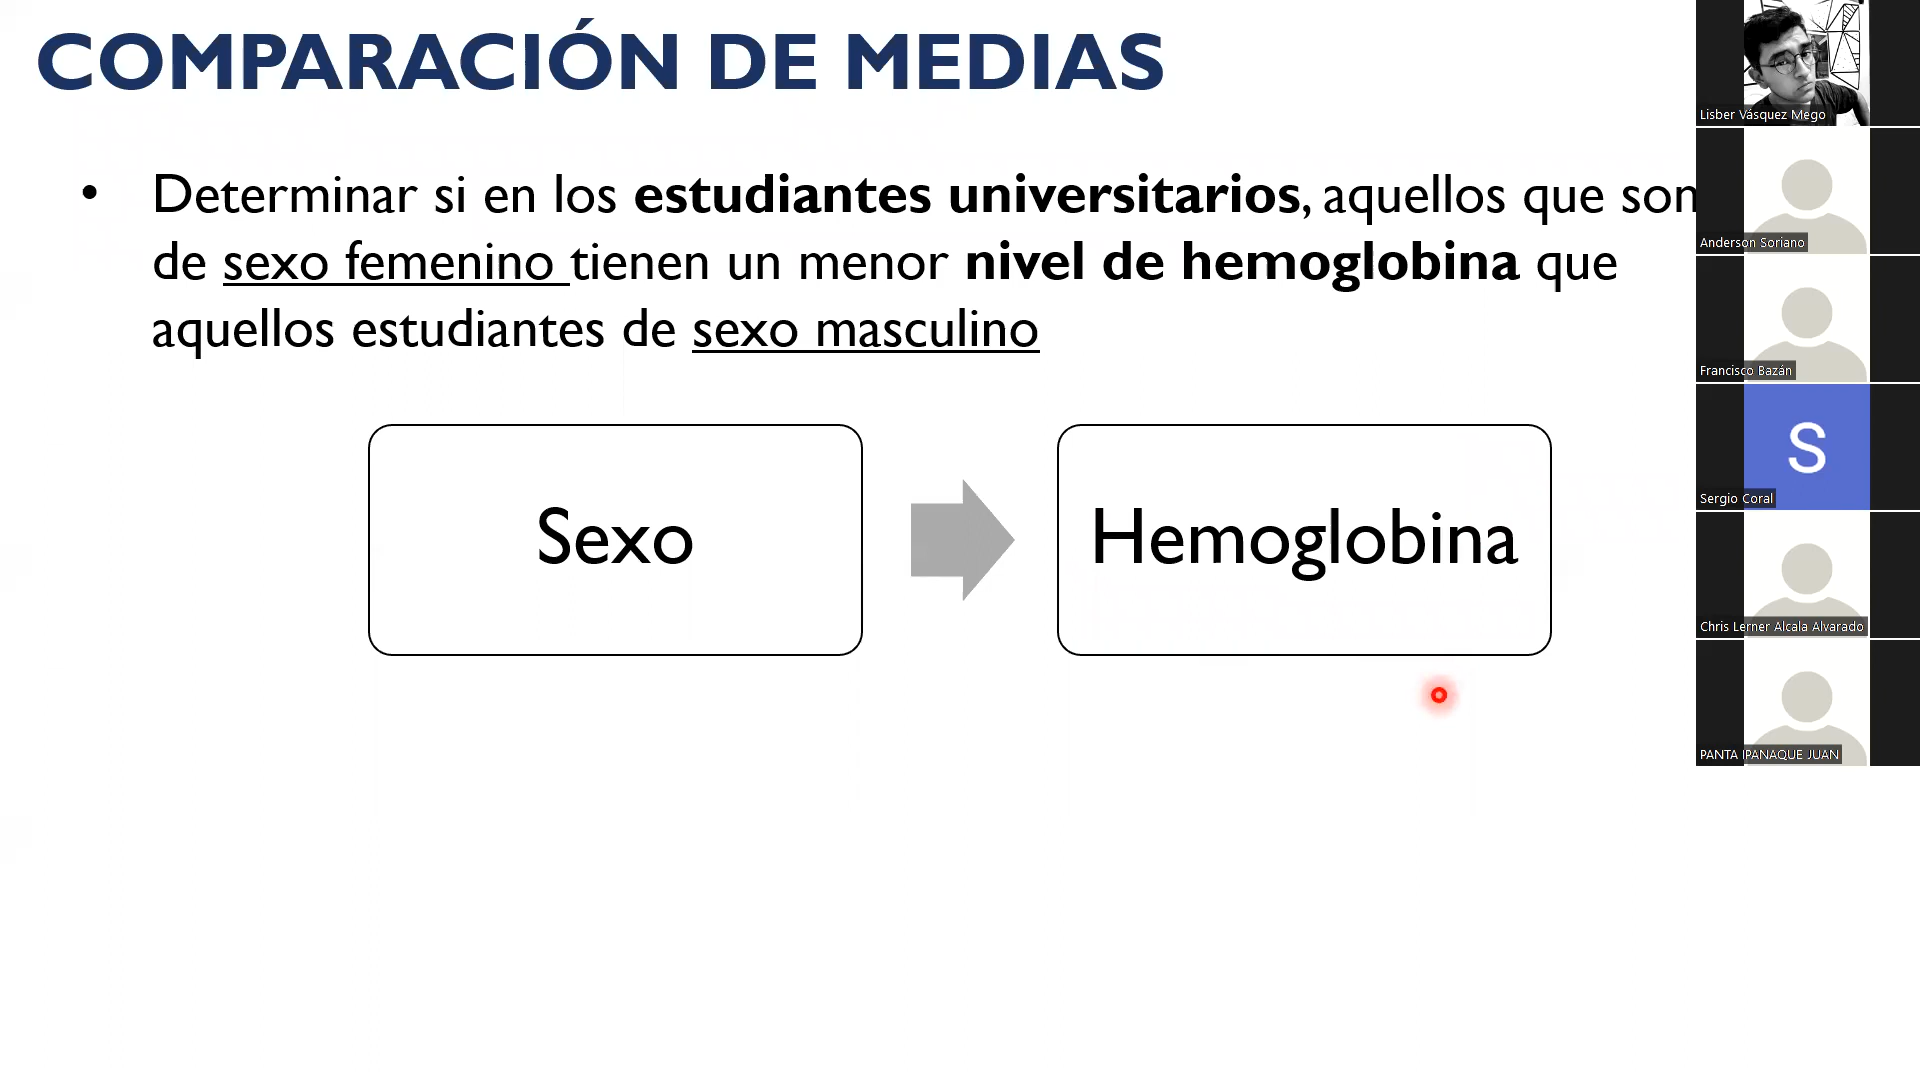 COMPARACIÓN DE MEDIAS
• Determinar si en los estudiantes universitarios, aquellos que son
de sexo femenino tienen un menor nivel de hemoglobina que
aquellos estudiantes de sexo masculino
Sexo
Hemoglobina
Lisber Vásquez Mego
Anderson Soriano
Francisco Bazán
S
Sergio Coral
Chris Lerner Alcala Alvarado
PANTA IPANAQUE JUAN